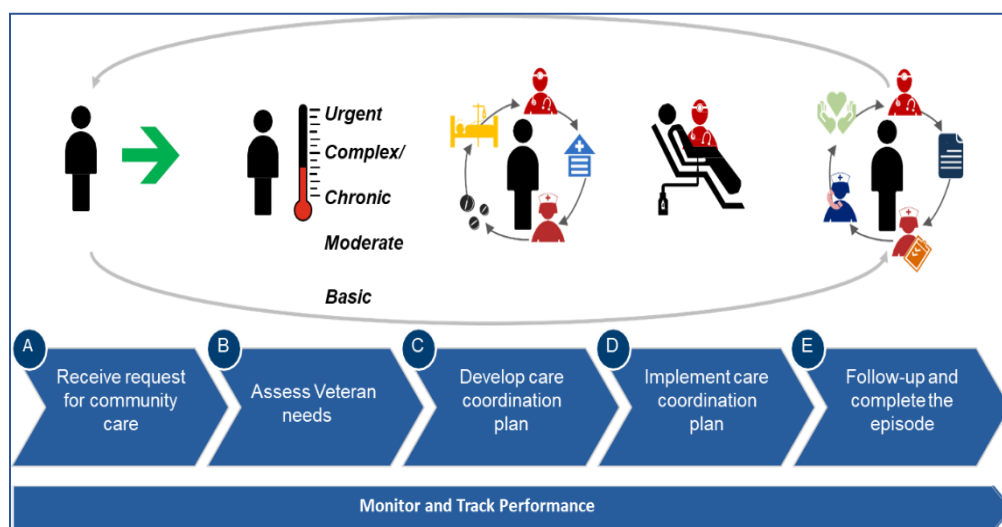 Urgent
Complex/
Chronic
Moderate
Basic
A
Receive request
for community
care
B
Assess Veteran
needs
C
Develop care
coordination
plan
D
Implement care
coordination
plan
E
Follow-up and
complete the
episode
Monitor and Track Performance